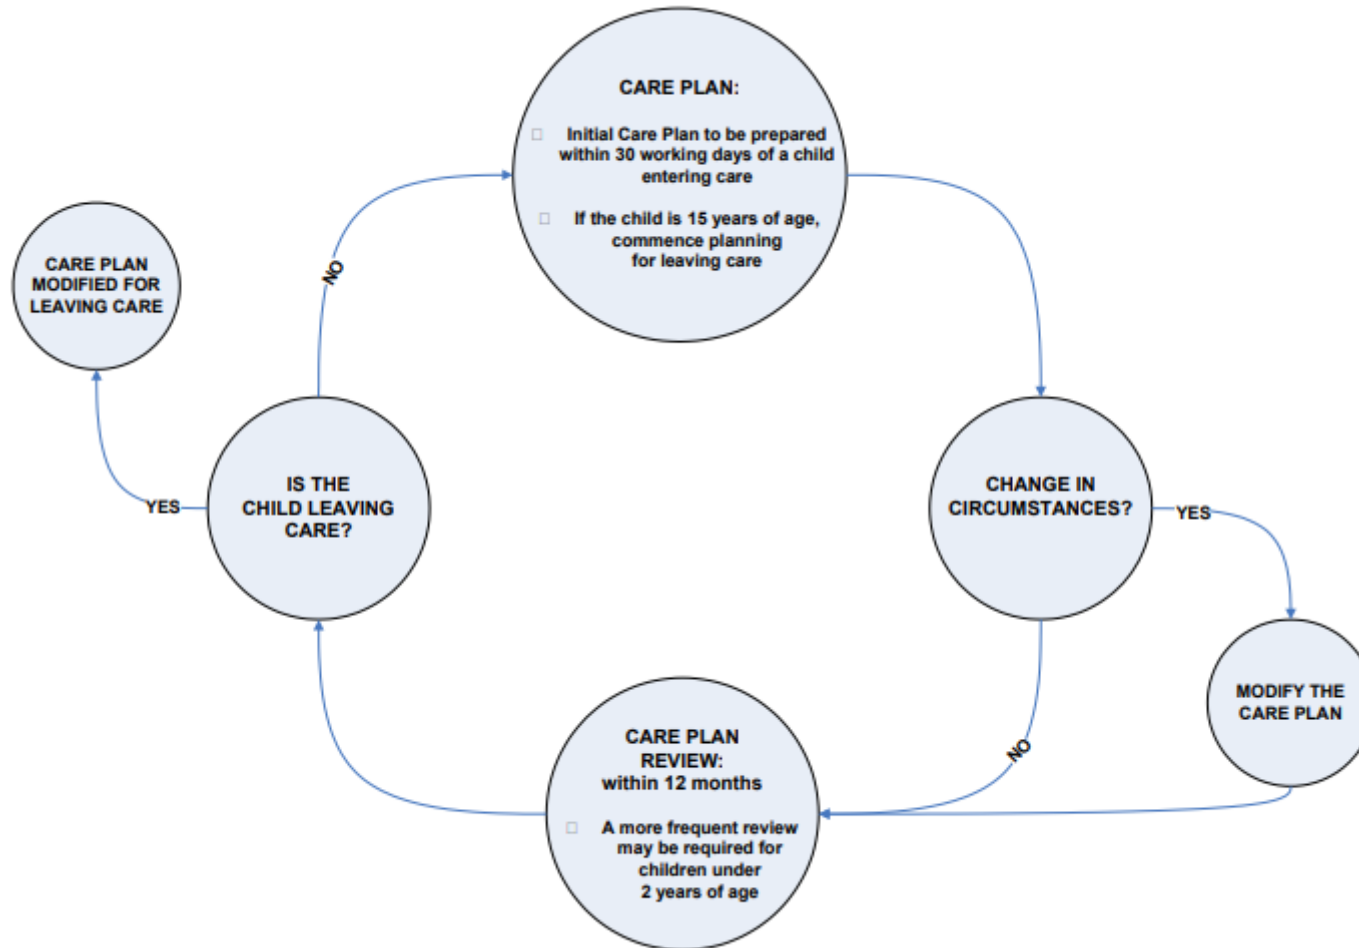 CARE PLAN:
Initial Care Plan to be prepared
within 30 working days of a child
entering care
If the child is 15 years of age,
commence planning
for leaving care
NO
CARE PLAN
MODIFIED FOR
LEAVING CARE
YES
IS THE
CHILD LEAVING
CARE?
CHANGE IN
CIRCUMSTANCES?
YES
MODIFY THE
CARE PLAN
NO
CARE PLAN
REVIEW:
within 12 months
A more frequent review
may be required for
children under
2 years of age